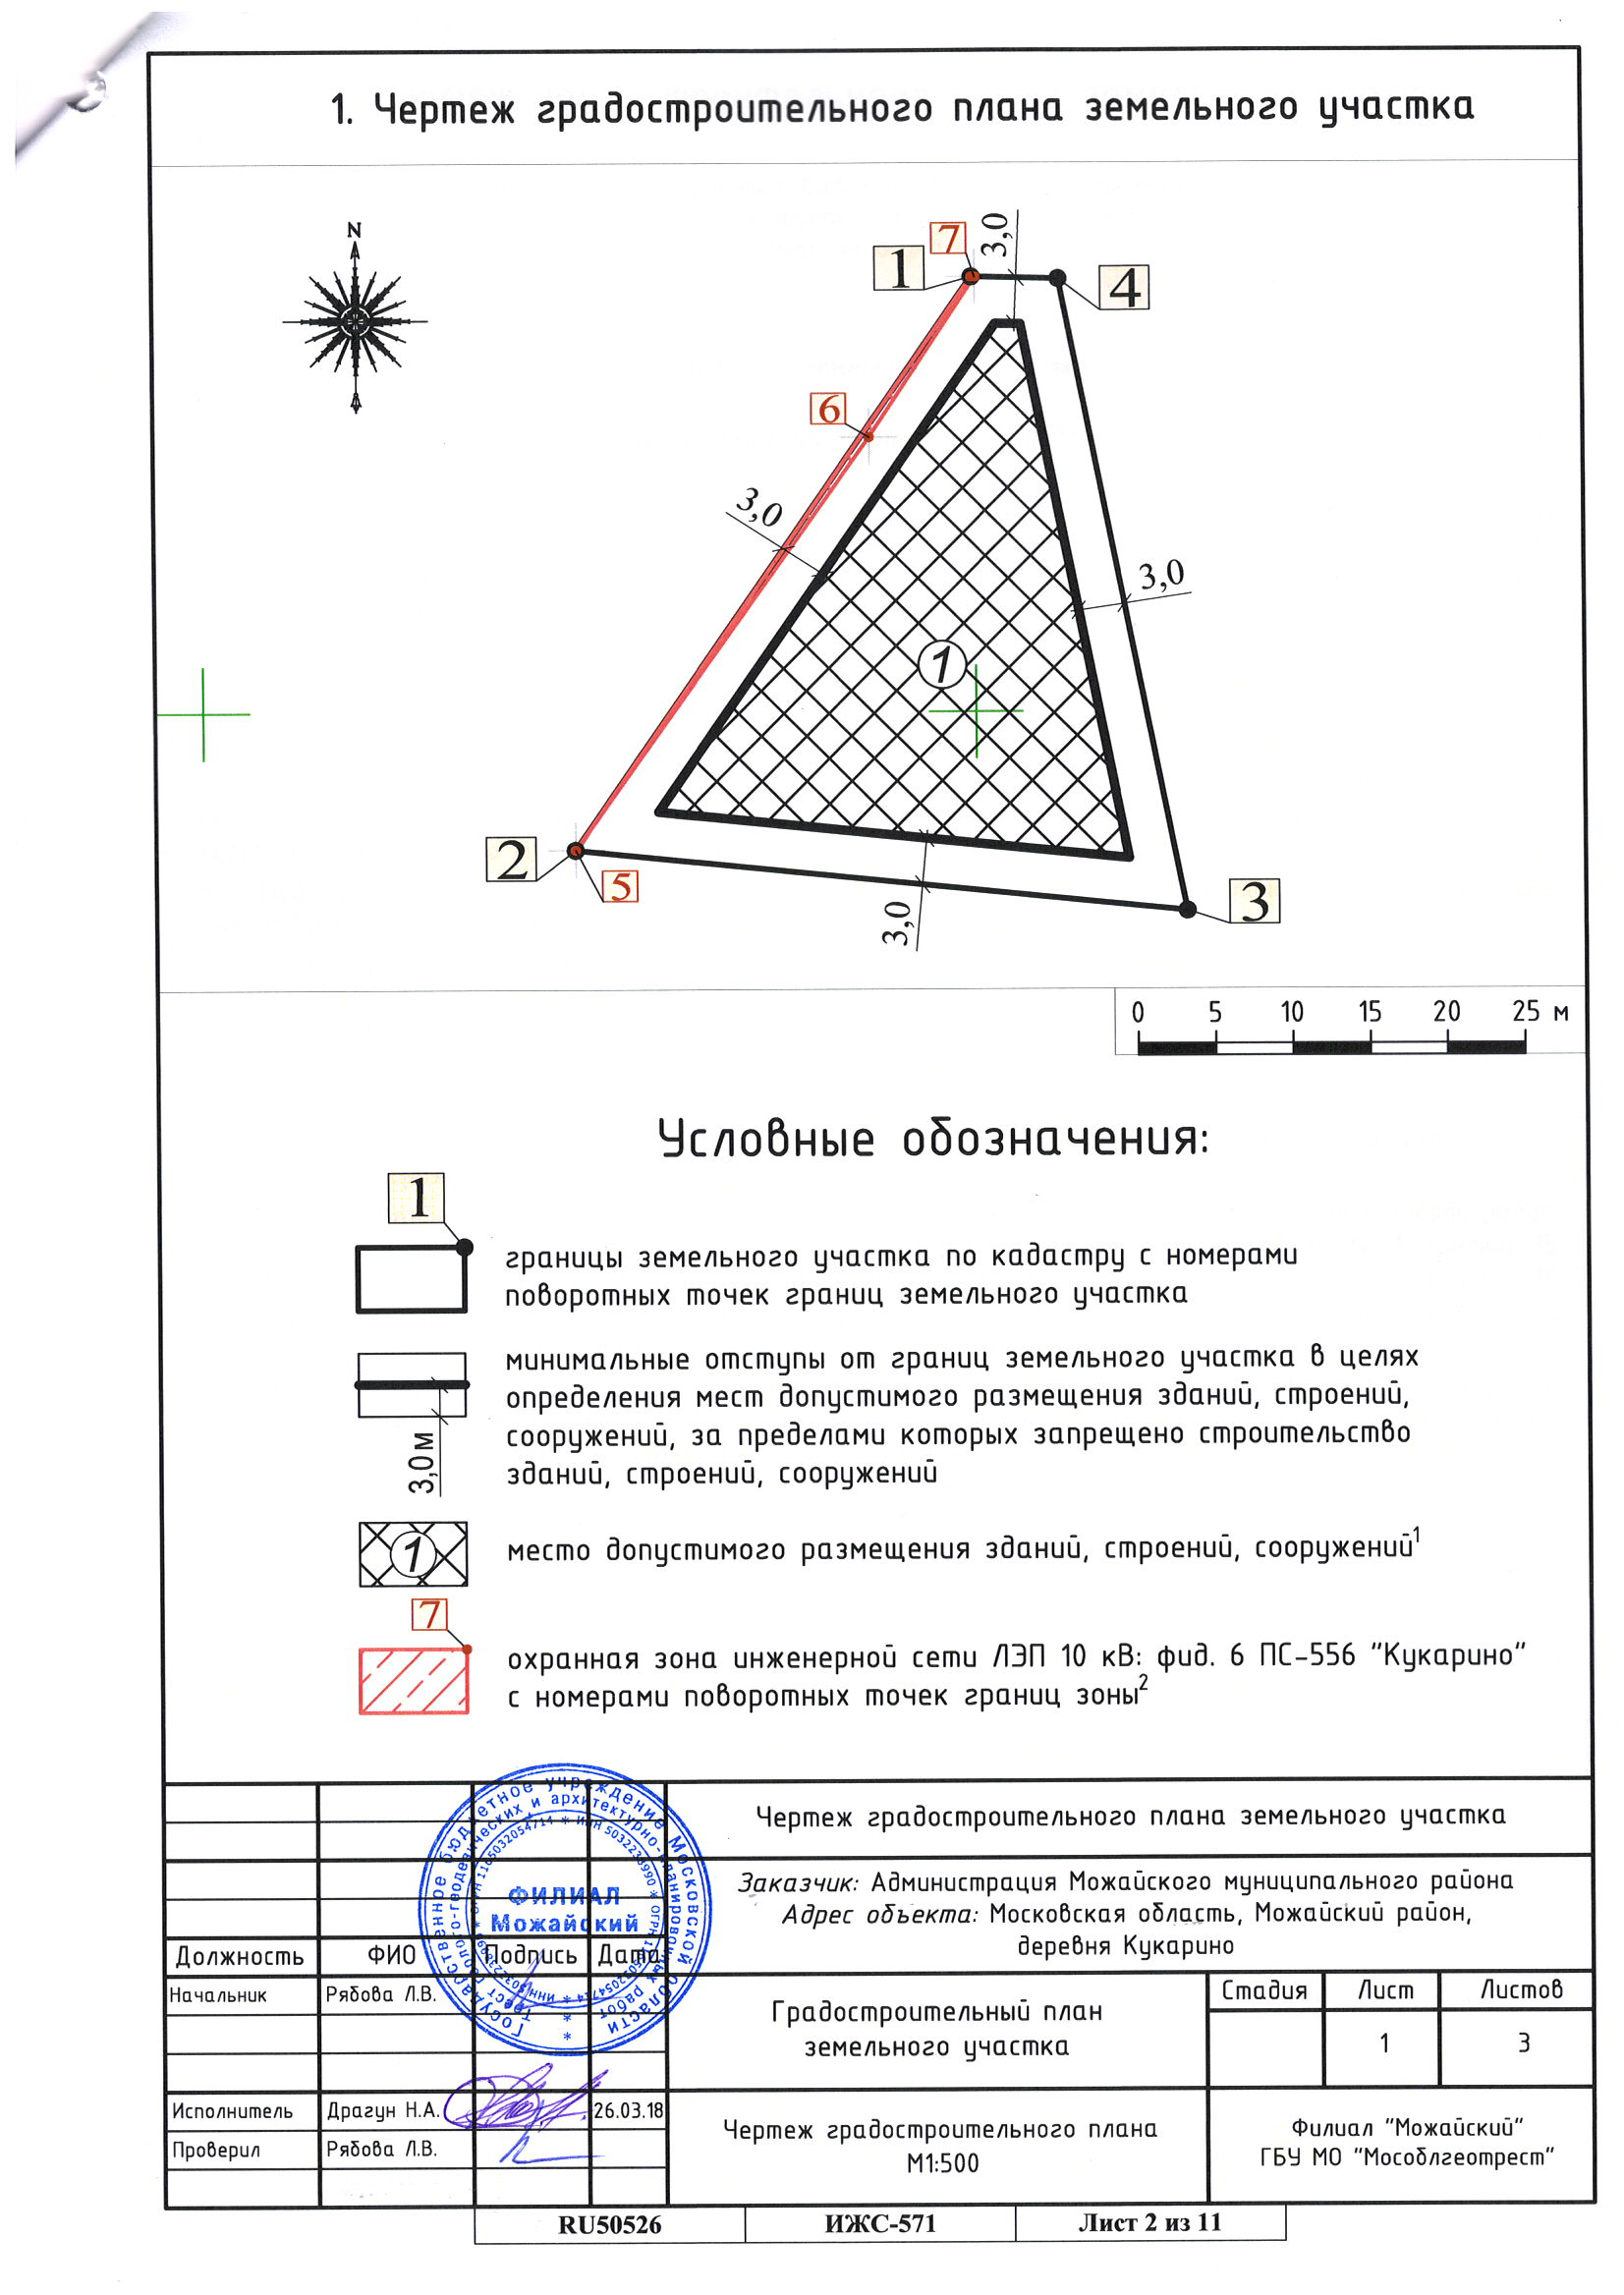 1. Чертеж градостроительного плана земельного участка
N
7
3,0
1
4
6
3,0
3,0
1
2
5
3
3,0
0 5 10 15 20 25 м
Условные обозначения:
1
границы земельного участка по кадастру с номерами
поворотных точек границ земельного участка
минимальные отступы от границ земельного участка в целях
определения мест допустимого размещения зданий, строений,
сооружений, за пределами которых запрещено строительство
зданий, строений, сооружений
3,0м
1
место допустимого размещения зданий, строений, сооружений1
7
охранная зона инженерной сети ЛЭП 10 кВ: фид. 6 ПС-556 "Кукарино"
с номерами поворотных точек границ зоны2
Чертеж градостроительного плана земельного участка
Заказчик: Администрация Можайского муниципального района
Адрес объекта: Московская область, Можайский район,
деревня Кукарино
Государственное бюджетное учреждение Московской области
ФИЛИАЛ
Можайский
Должность ФИО Подпись Дата
Начальник Рябова Л.В.
Градостроительный план
земельного участка
Стадия Лист Листов
1 3
Исполнитель Драгун Н.А. 26.03.18
Проверил Рябова Л.В.
Чертеж градостроительного плана
М1:500
Филиал "Можайский"
ГБУ МО "Мособлгеотрест"
RU50526 ИЖС-571 Лист 2 из 11